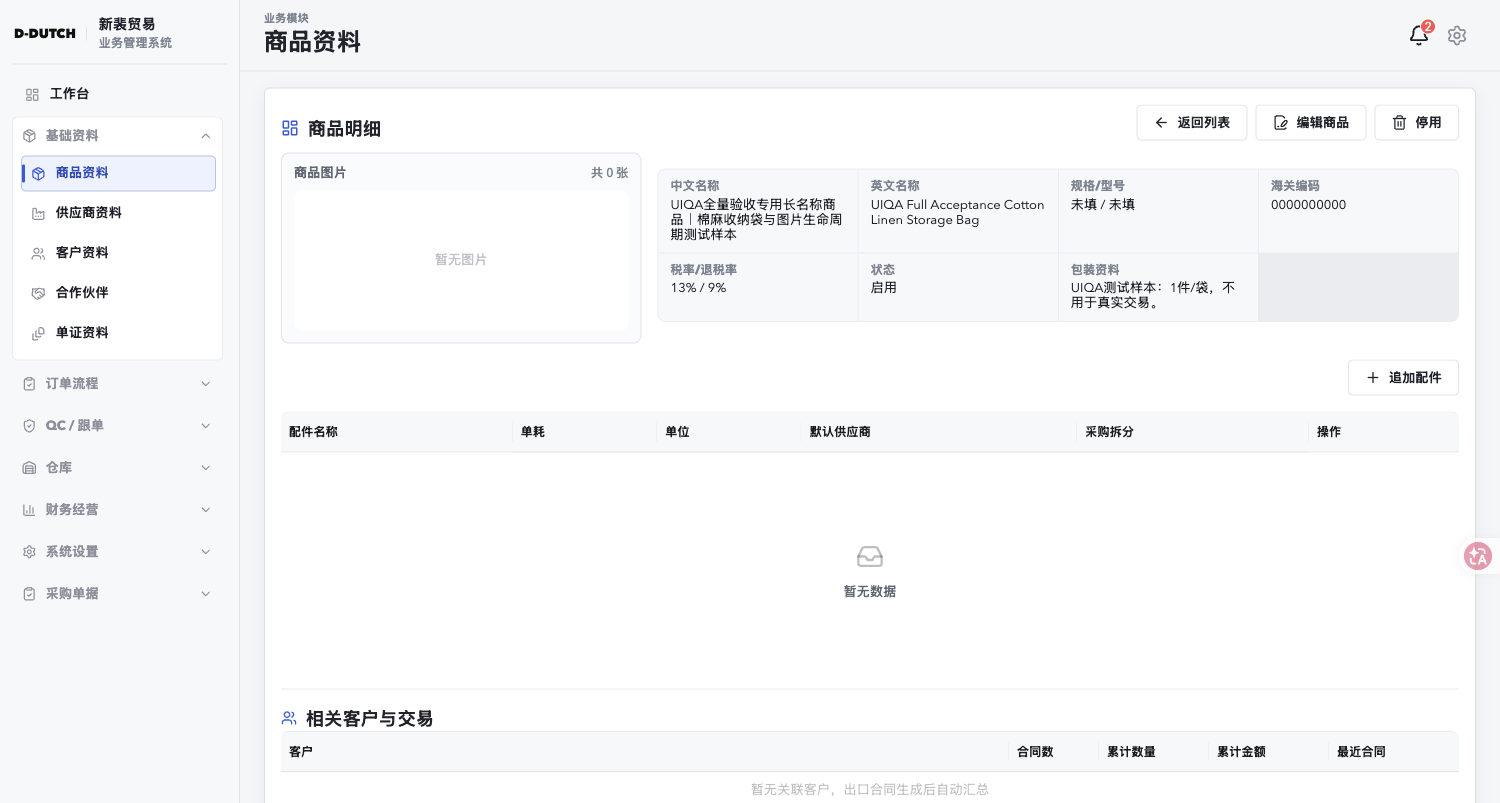 D-DUTCH
新装贸易
业务管理系统
工作台
基础资料
商品资料
供应商资料
客户资料
合作伙伴
单证资料
订单流程
QC / 跟单
仓库
财务经营
系统设置
采购单据
业务模块
商品资料
2
商品明细
返回列表
编辑商品
停用
商品图片
共 0 张
暂无图片
中文名称
UIQA全量验收专用长名称商
品｜棉麻收纳袋与图片生命周
期测试样本
英文名称
UIQA Full Acceptance Cotton
Linen Storage Bag
规格/型号
未填 / 未填
海关编码
0000000000
税率/退税率
13% / 9%
状态
启用
包装资料
UIQA测试样本：1件/袋，不
用于真实交易。
追加配件
配件名称
单耗
单位
默认供应商
采购拆分
操作
暂无数据
相关客户与交易
客户
合同数
累计数量
累计金额
最近合同
暂无关联客户，出口合同生成后自动汇总